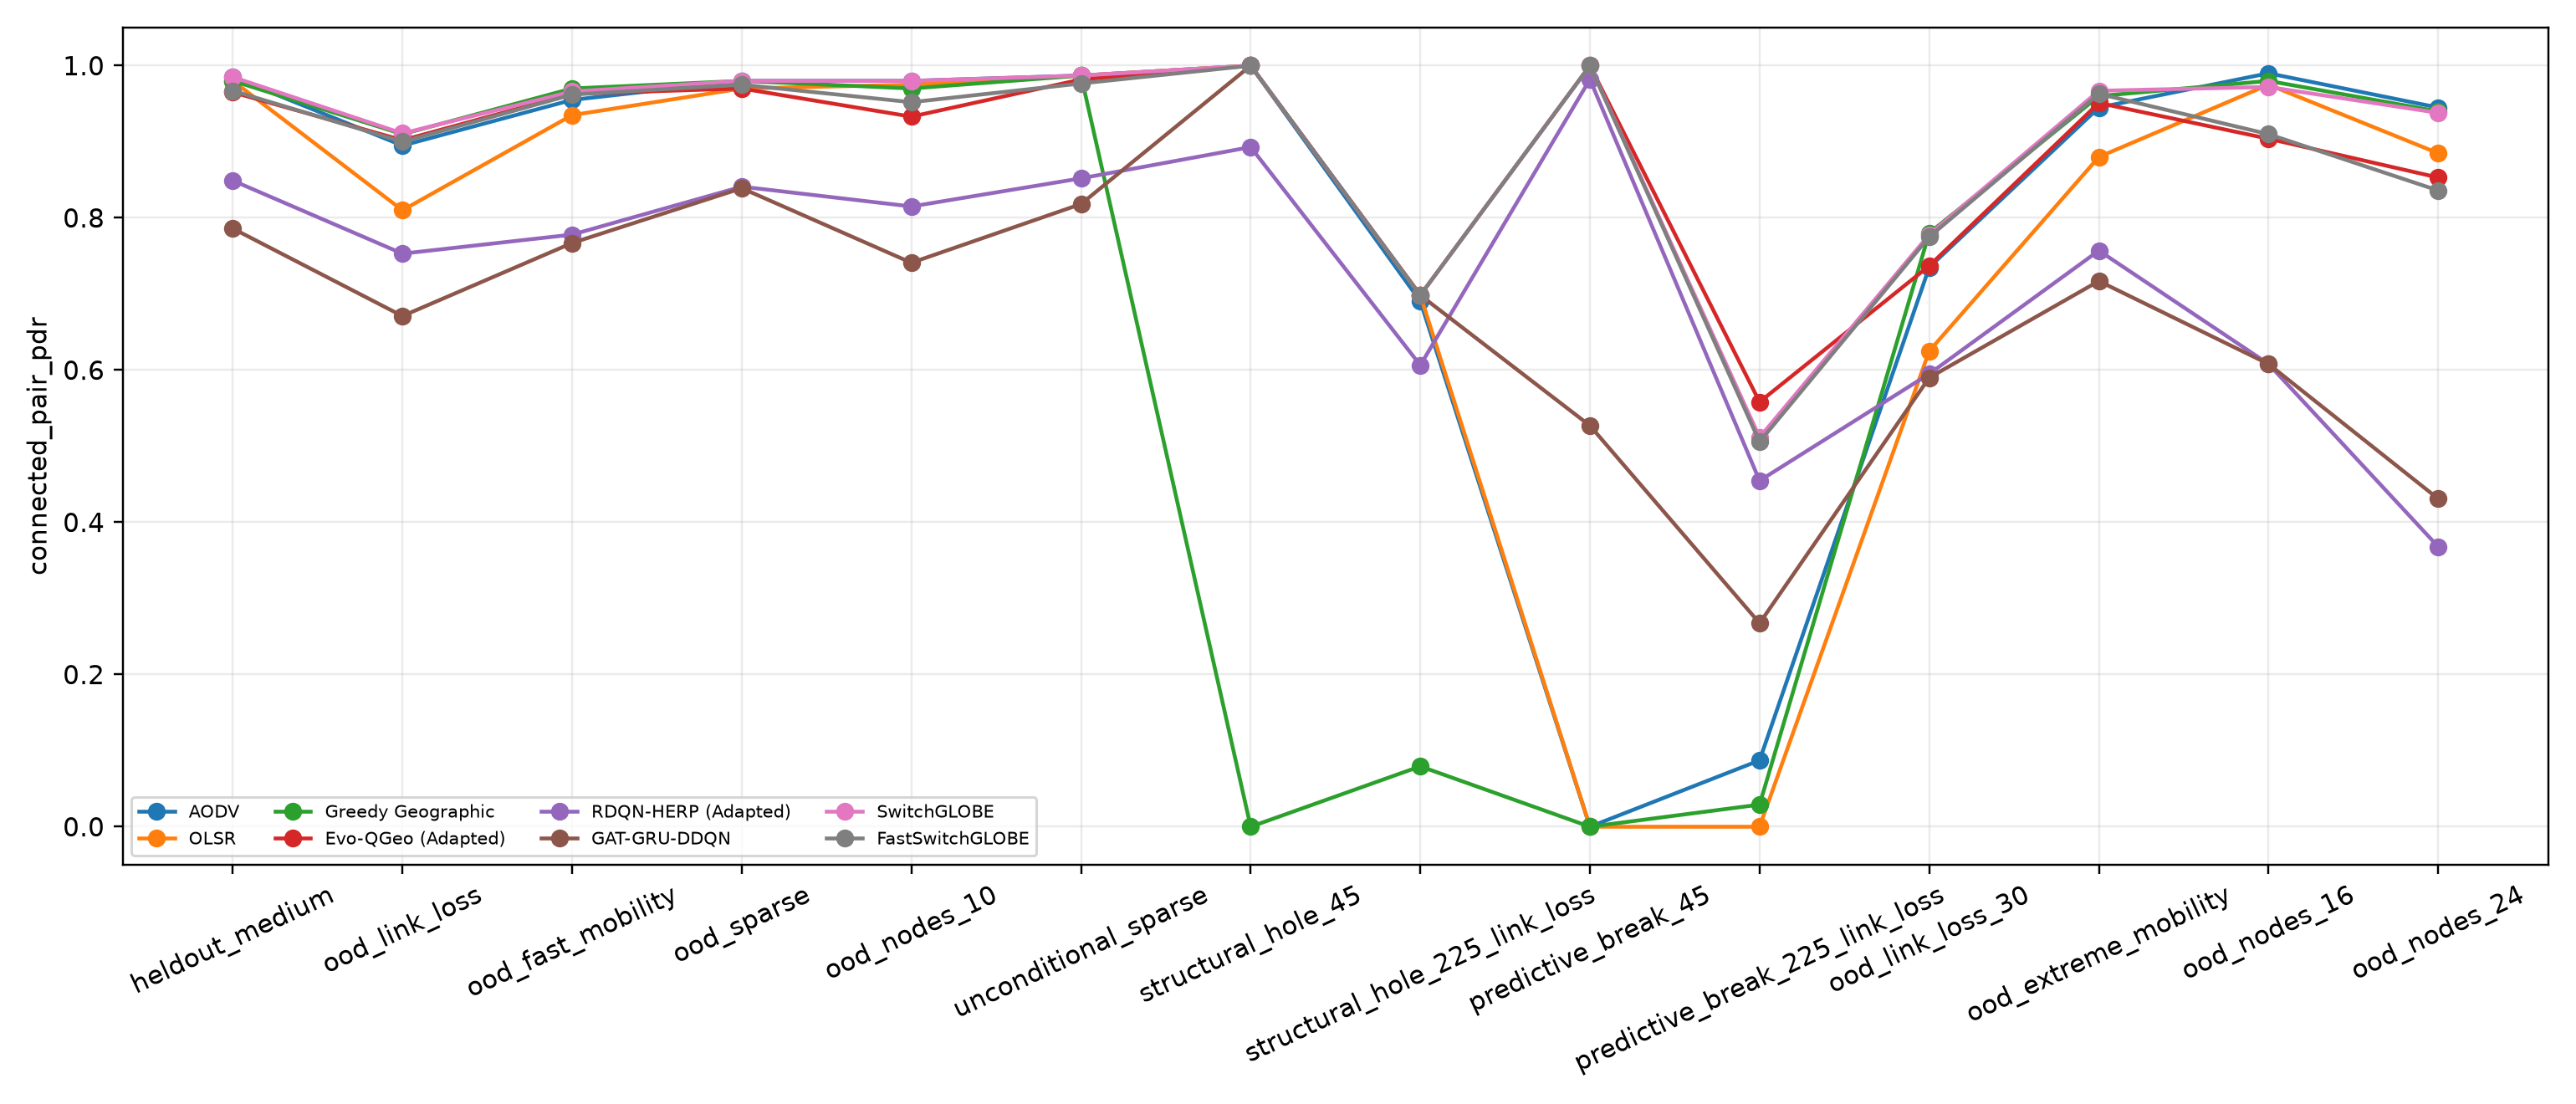 connected_pair_pdr
1.0
0.8
0.6
0.4
0.2
0.0
AODV
OLSR
Greedy Geographic
Evo-QGeo (Adapted)
RDQN-HERP (Adapted)
GAT-GRU-DDQN
SwitchGLOBE
FastSwitchGLOBE
heldout_medium
ood_link_loss
ood_fast_mobility
ood_sparse
ood_nodes_10
unconditional_sparse
structural_hole_45
structural_hole_225_link_loss
predictive_break_45
predictive_break_225_link_loss
ood_link_loss_30
ood_extreme_mobility
ood_nodes_16
ood_nodes_24